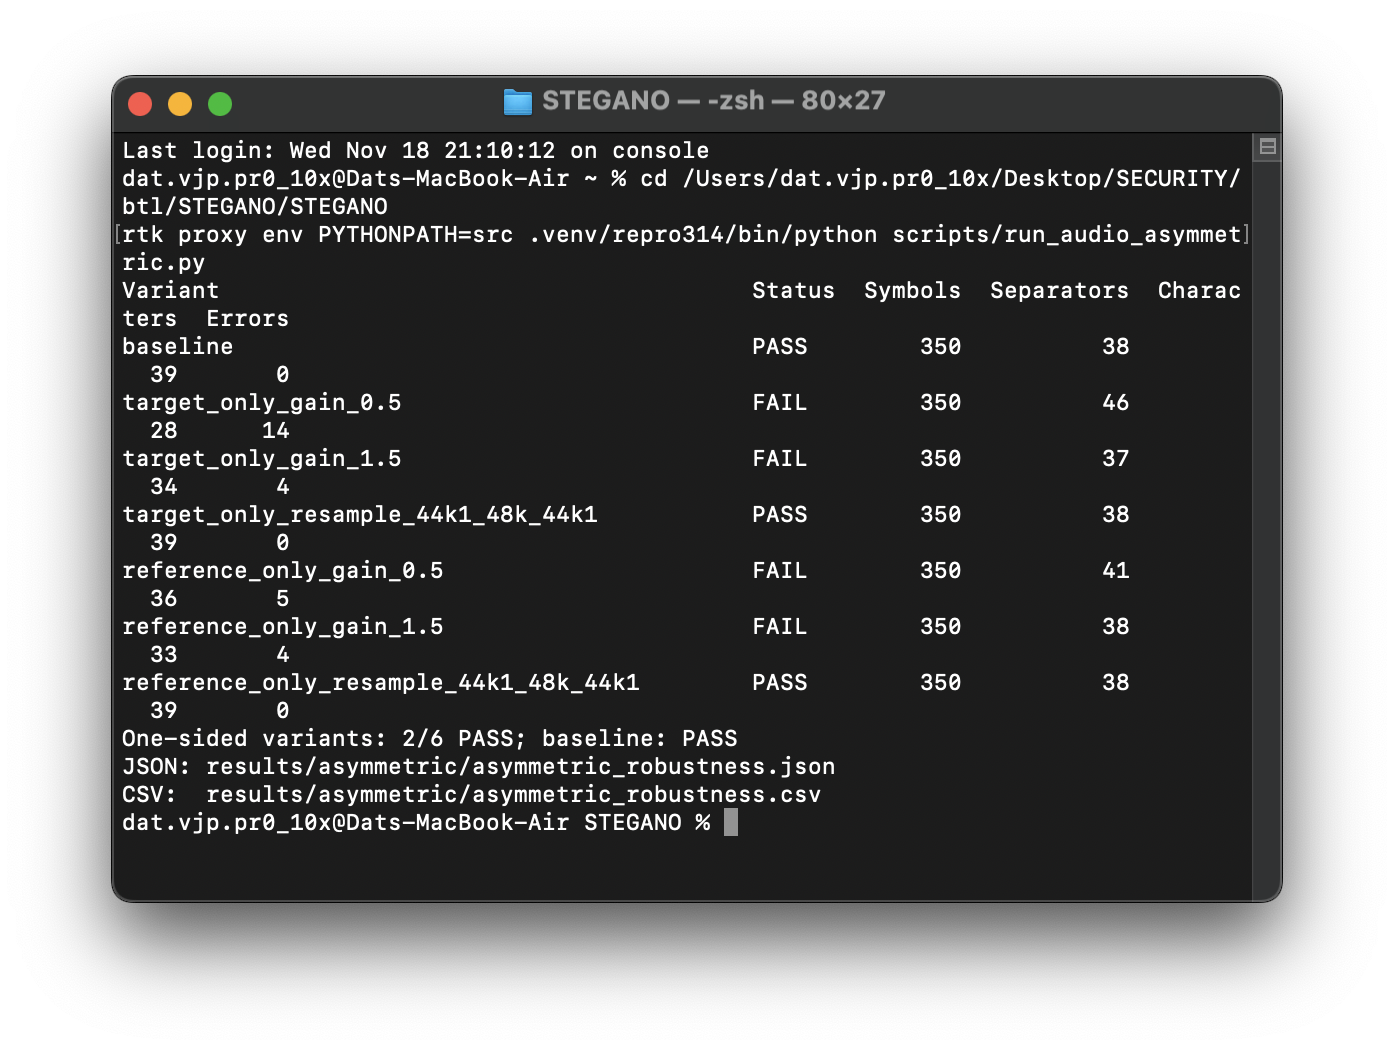 STEGANO — -zsh — 80×27
Last login: Wed Nov 18 21:10:12 on console
dat.vjp.pr0_10x@Dats-MacBook-Air ~ % cd /Users/dat.vjp.pr0_10x/Desktop/SECURITY/
btl/STEGANO/STEGANO
[rtk proxy env PYTHONPATH=src .venv/repro314/bin/python scripts/run_audio_asymmet]
ric.py
Variant                                      Status  Symbols  Separators  Charac
ters  Errors
baseline                                     PASS        350          38
  39       0
target_only_gain_0.5                         FAIL        350          46
  28      14
target_only_gain_1.5                         FAIL        350          37
  34       4
target_only_resample_44k1_48k_44k1           PASS        350          38
  39       0
reference_only_gain_0.5                      FAIL        350          41
  36       5
reference_only_gain_1.5                      FAIL        350          38
  33       4
reference_only_resample_44k1_48k_44k1        PASS        350          38
  39       0
One-sided variants: 2/6 PASS; baseline: PASS
JSON: results/asymmetric/asymmetric_robustness.json
CSV:  results/asymmetric/asymmetric_robustness.csv
dat.vjp.pr0_10x@Dats-MacBook-Air STEGANO %